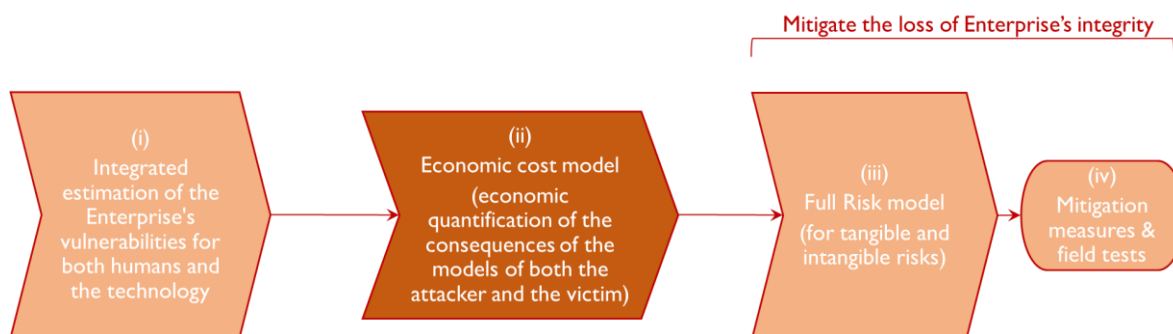 Mitigate the loss of Enterprise's integrity
(i)
Integrated
estimation of the
Enterprise's
vulnerabilities for
both humans and
the technology
(ii)
Economic cost model
(economic
quantification of the
consequences of the
models of both the
attacker and the victim)
(iii)
Full Risk model
(for tangible and
intangible risks)
(iv)
Mitigation
measures &
field tests